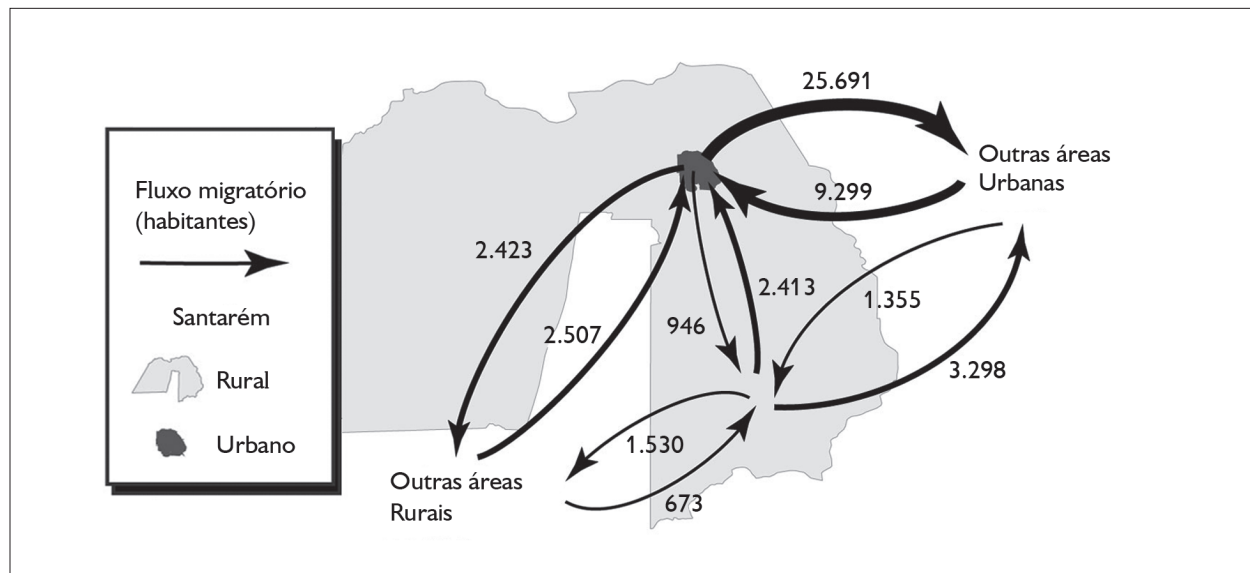 Fluxo migratório
(habitantes)
Santarém
Rural
Urbano
25.691
Outras áreas
Urbanas
9.299
2.423
2.507
946
2.413
1.355
3.298
1.530
673
Outras áreas
Rurais